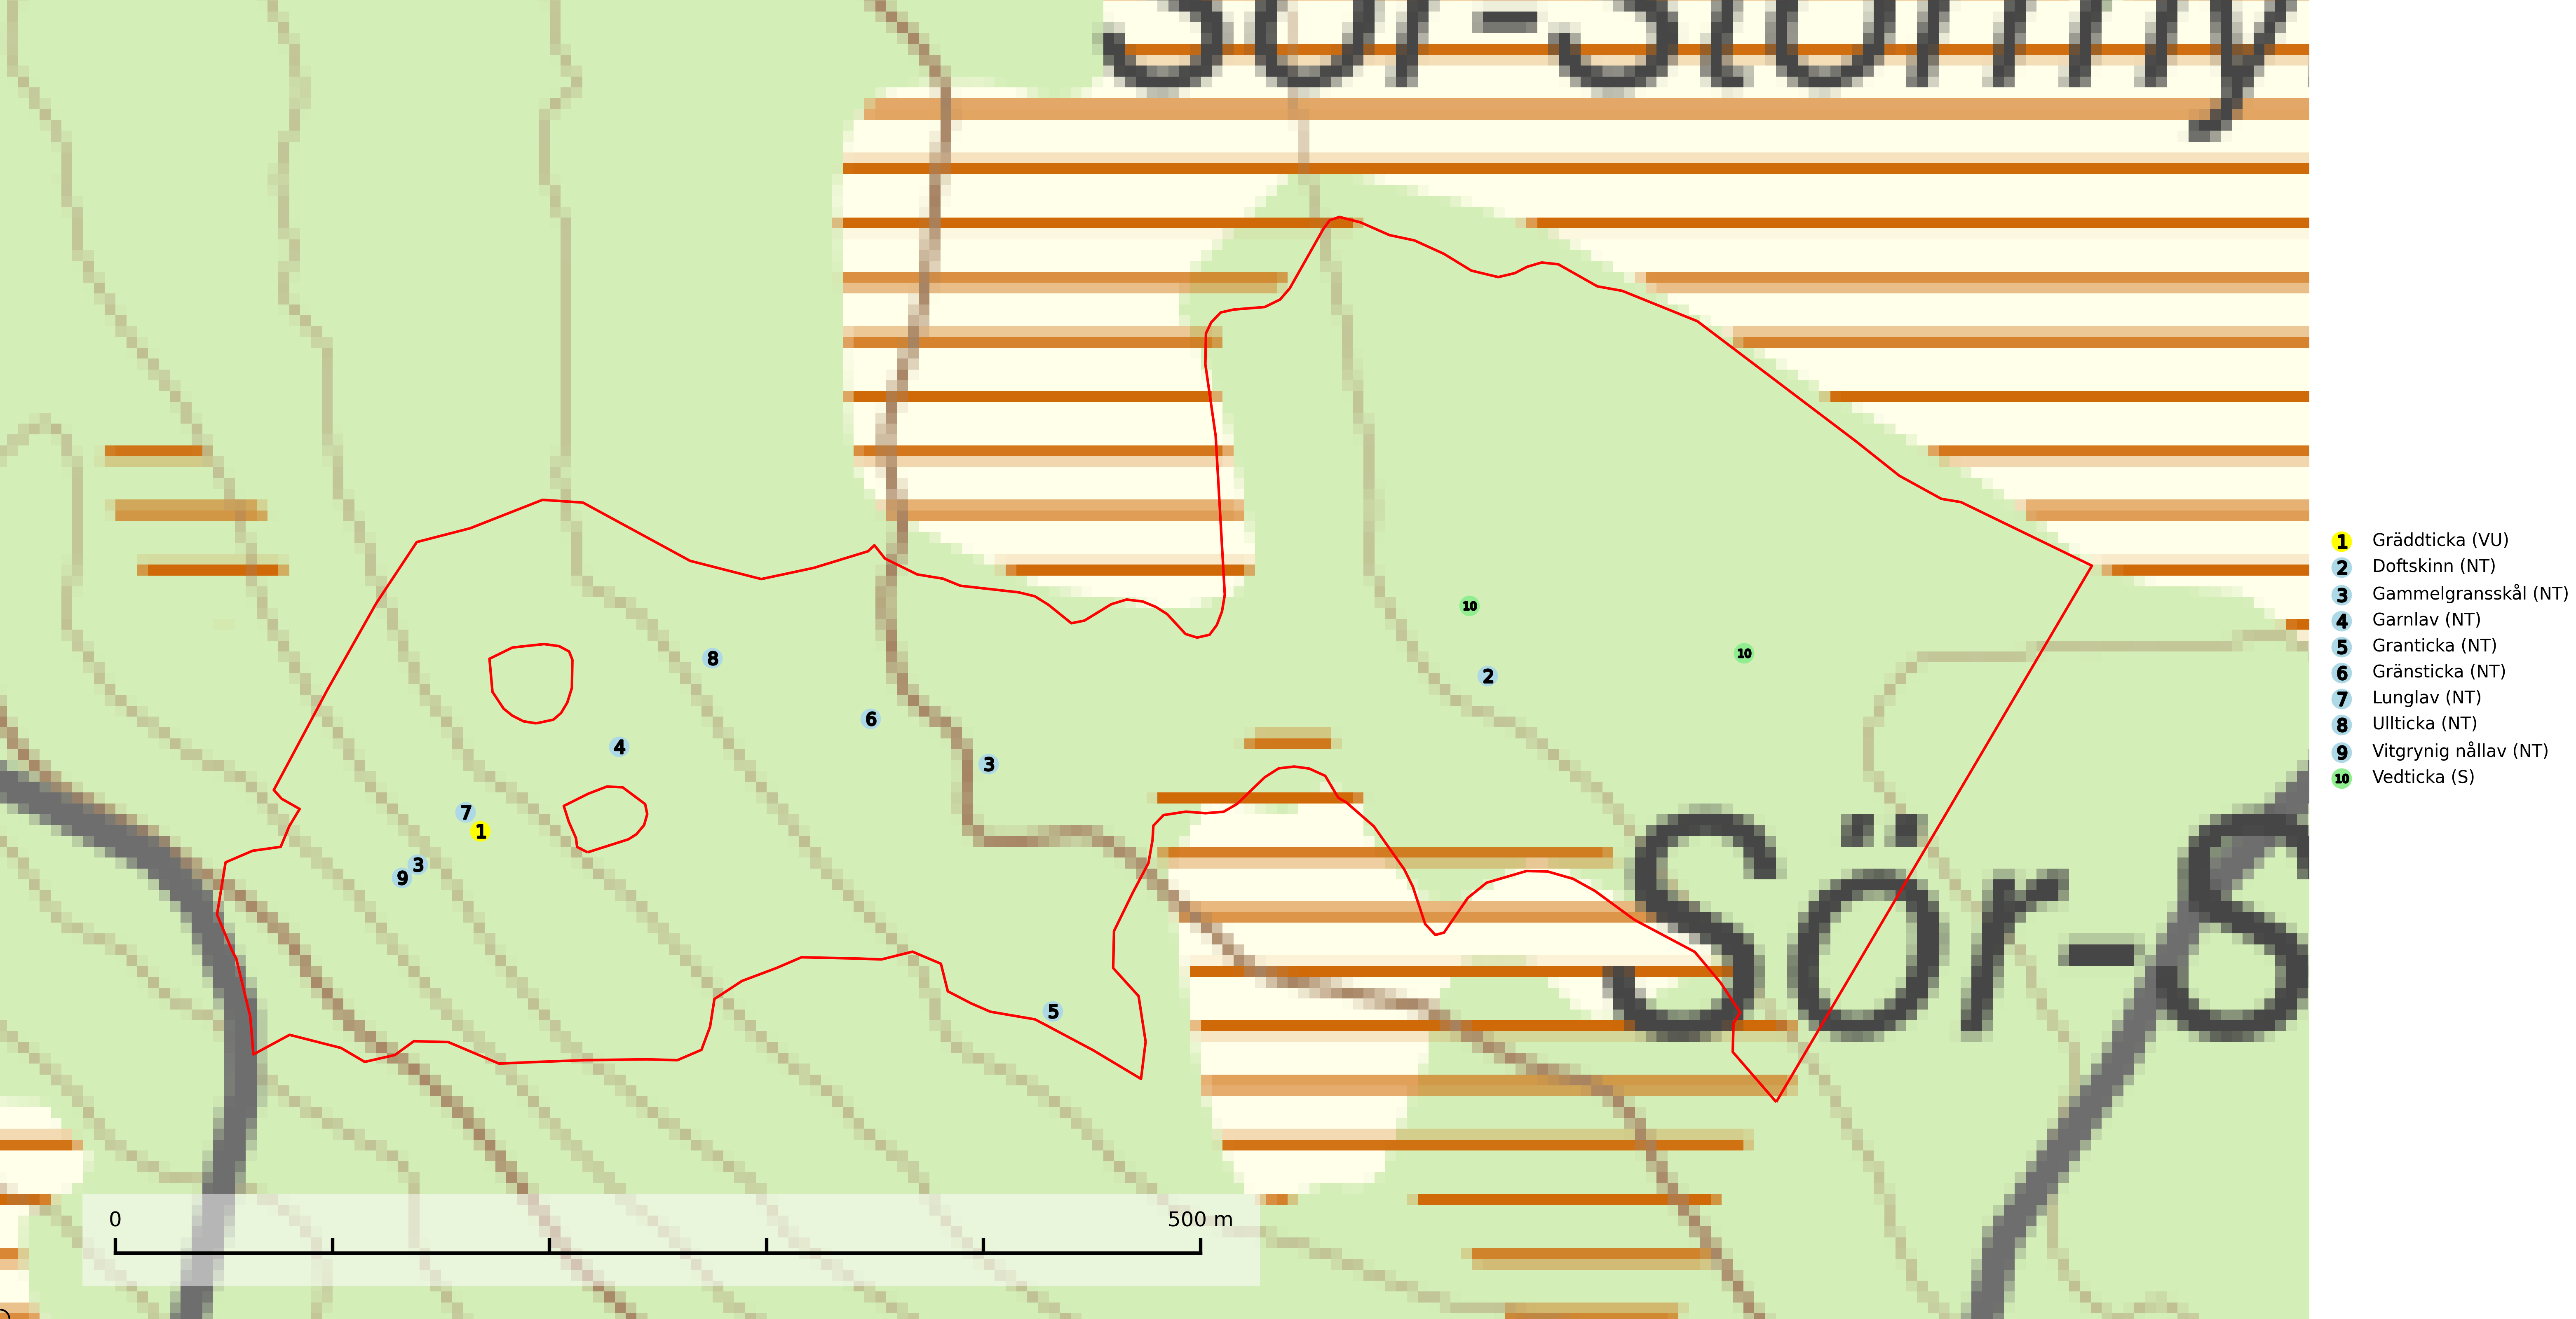 Sör-Stormy
8
10
10
2
6
4
3
7
1
3
9
5
Sör-S
0
500 m
1 Gräddticka (VU)
2 Doftskinn (NT)
3 Gammelgransskål (NT)
4 Garnlav (NT)
5 Granticka (NT)
6 Gränsticka (NT)
7 Lunglav (NT)
8 Ullticka (NT)
9 Vitgrynig nållav (NT)
10 Vedticka (S)